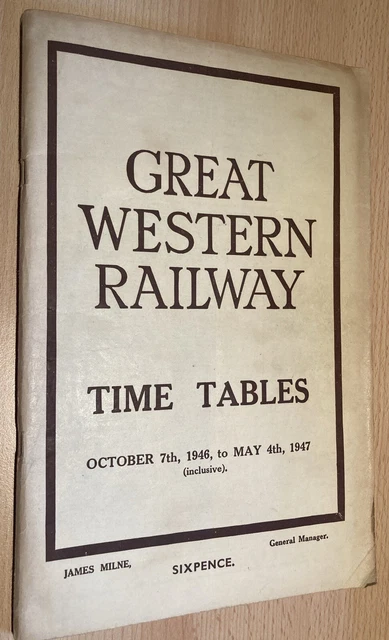 GREAT
WESTERN
RAILWAY
TIME TABLES
OCTOBER 7th, 1946, to MAY 4th, 1947
(inclusive).
JAMES MILNE, General Manager.
SIXPENCE.